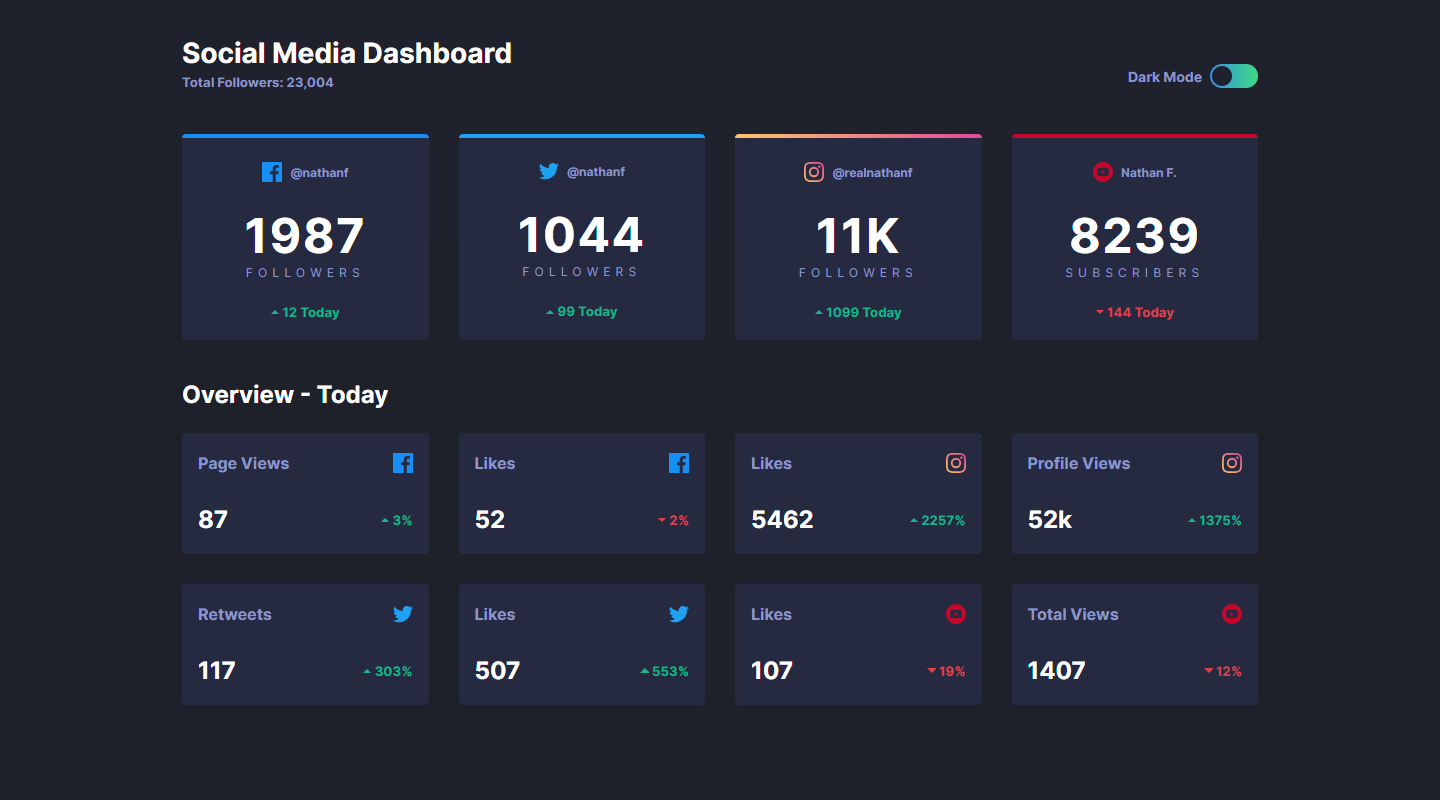 Social Media Dashboard
Total Followers: 23,004
Dark Mode
@nathanf
1987
FOLLOWERS
12 Today
@nathanf
1044
FOLLOWERS
99 Today
@realnathanf
11K
FOLLOWERS
1099 Today
Nathan F.
8239
SUBSCRIBERS
144 Today
Overview - Today
Page Views
87
3%
Likes
52
2%
Likes
5462
2257%
Profile Views
52k
1375%
Retweets
117
303%
Likes
507
553%
Likes
107
19%
Total Views
1407
12%